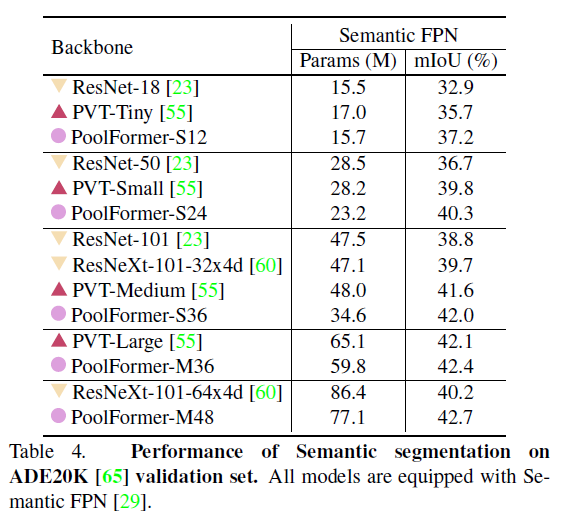 Backbone Semantic FPN
Params (M) mIoU (%)
ResNet-18 [23] 15.5 32.9
PVT-Tiny [55] 17.0 35.7
PoolFormer-S12 15.7 37.2
ResNet-50 [23] 28.5 36.7
PVT-Small [55] 28.2 39.8
PoolFormer-S24 23.2 40.3
ResNet-101 [23] 47.5 38.8
ResNeXt-101-32x4d [60] 47.1 39.7
PVT-Medium [55] 48.0 41.6
PoolFormer-S36 34.6 42.0
PVT-Large [55] 65.1 42.1
PoolFormer-M36 59.8 42.4
ResNeXt-101-64x4d [60] 86.4 40.2
PoolFormer-M48 77.1 42.7
Table 4. Performance of Semantic segmentation on
ADE20K [65] validation set. All models are equipped with Se-
mantic FPN [29].